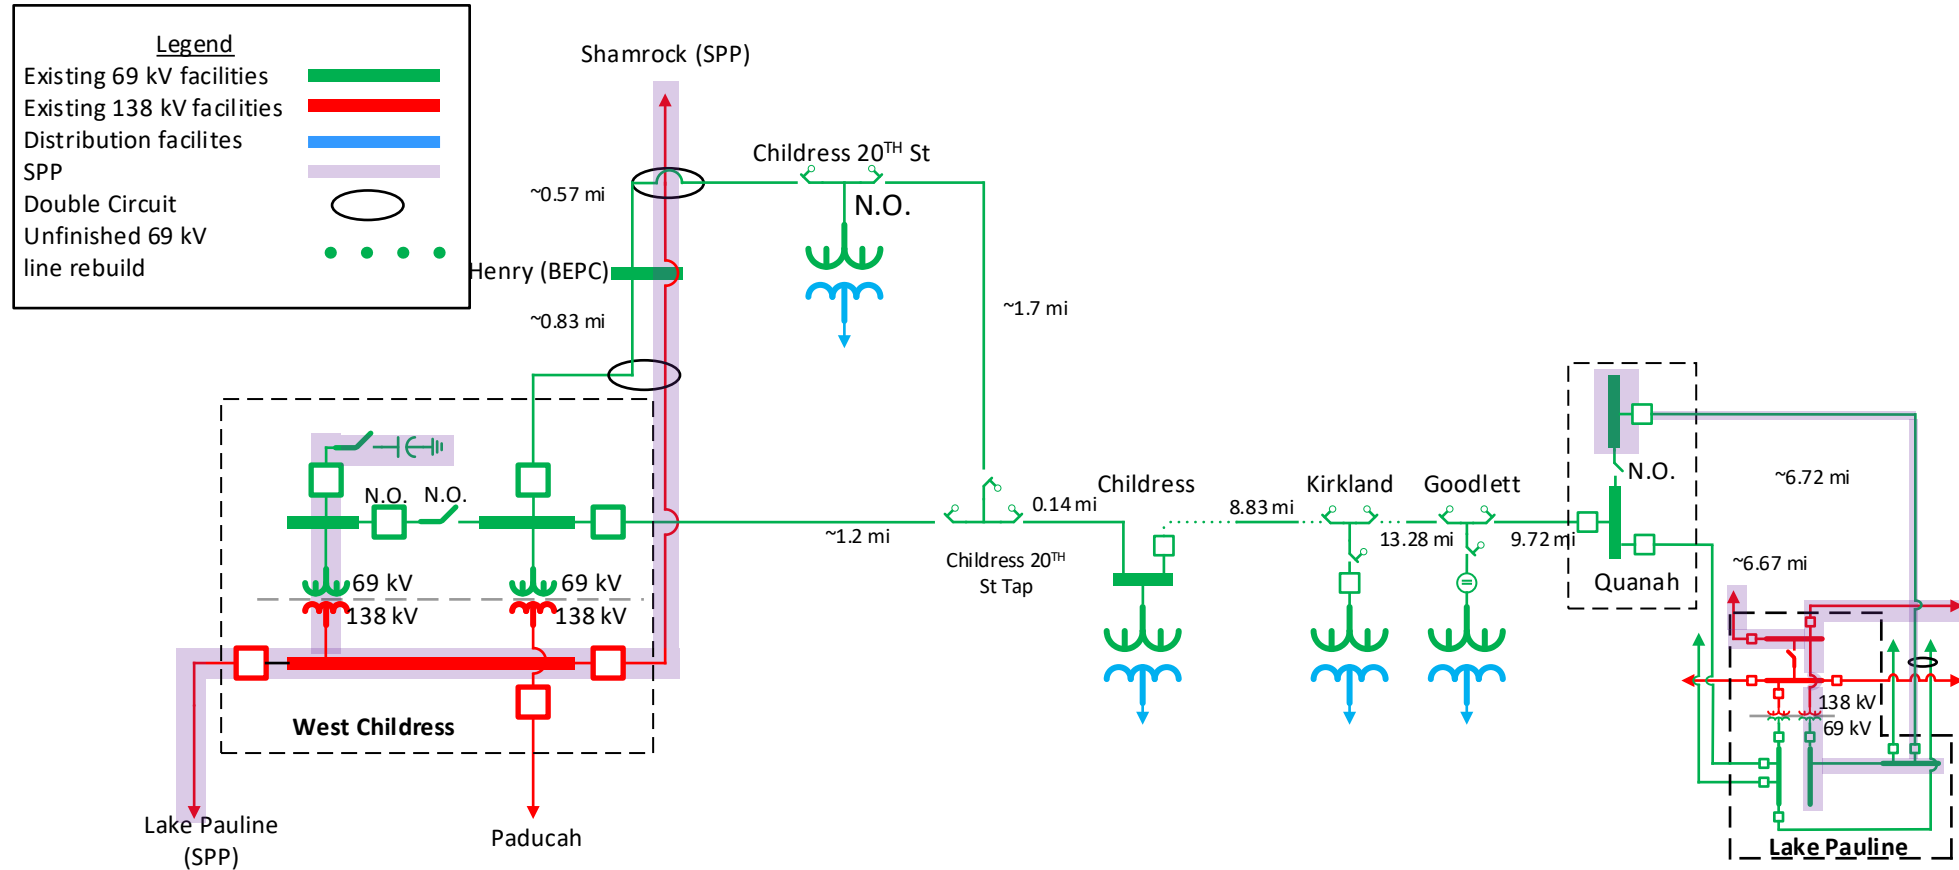 Legend
Existing 69 kV facilities
Existing 138 kV facilities
Distribution facilites
SPP
Double Circuit
Unfinished 69 kV
line rebuild
Shamrock (SPP)
Childress 20TH St
~0.57 mi
N.O.
Henry (BEPC)
~0.83 mi
~1.7 mi
N.O.
N.O.
69 kV
138 kV
69 kV
138 kV
West Childress
Lake Pauline
(SPP)
Paducah
~1.2 mi
Childress 20TH
St Tap
0.14 mi
Childress
8.83 mi
Kirkland
13.28 mi
Goodlett
9.72 mi
N.O.
Quanah
~6.72 mi
~6.67 mi
138 kV
69 kV
Lake Pauline